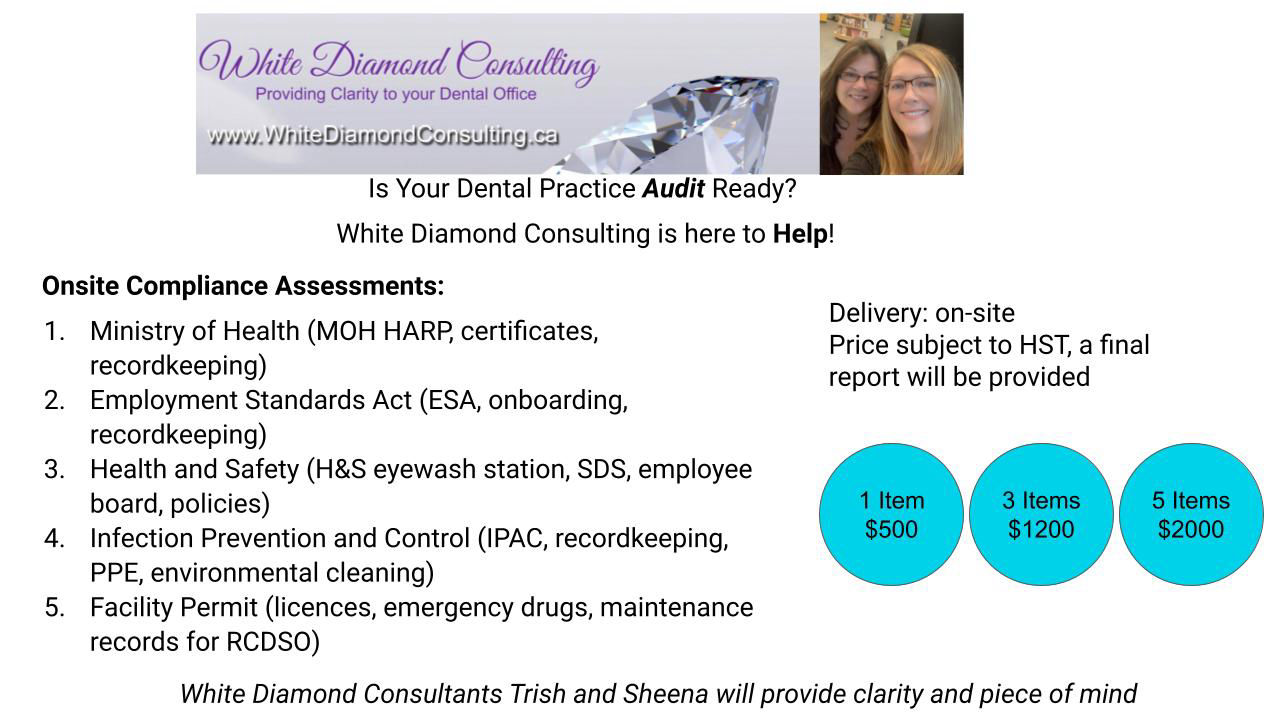 White Diamond Consulting
Providing Clarity to your Dental Office
www.WhiteDiamondConsulting.ca
Is Your Dental Practice Audit Ready?
White Diamond Consulting is here to Help!
Onsite Compliance Assessments:
1. Ministry of Health (MOH HARP, certificates,
recordkeeping)
2. Employment Standards Act (ESA, onboarding,
recordkeeping)
3. Health and Safety (H&S eyewash station, SDS, employee
board, policies)
4. Infection Prevention and Control (IPAC, recordkeeping,
PPE, environmental cleaning)
5. Facility Permit (licences, emergency drugs, maintenance
records for RCDSO)
Delivery: on-site
Price subject to HST, a final
report will be provided
1 Item
$500
3 Items
$1200
5 Items
$2000
White Diamond Consultants Trish and Sheena will provide clarity and piece of mind